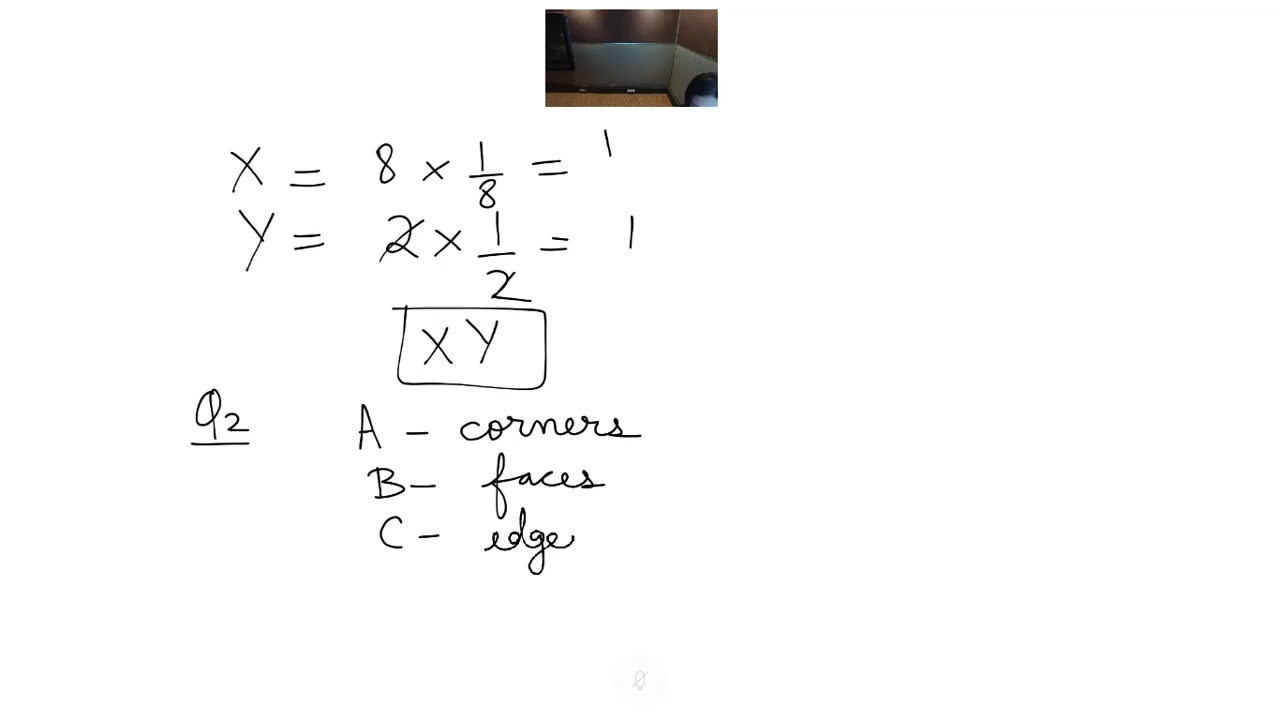 X = 8 × 1/8 = 1
Y = 2 × 1/2 = 1
XY
Q2 A - corners
B - faces
C - edge